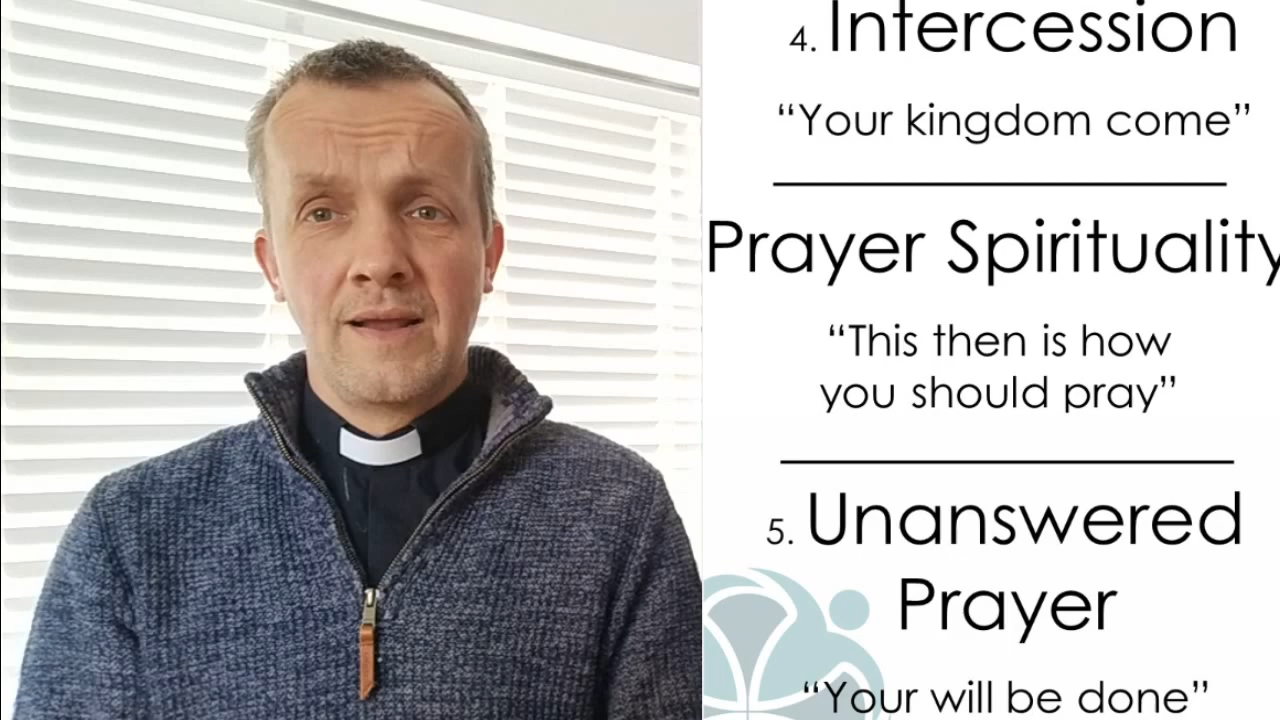 4. Intercession
“Your kingdom come”
Prayer Spirituality
“This then is how
you should pray”
5. Unanswered
Prayer
“Your will be done”